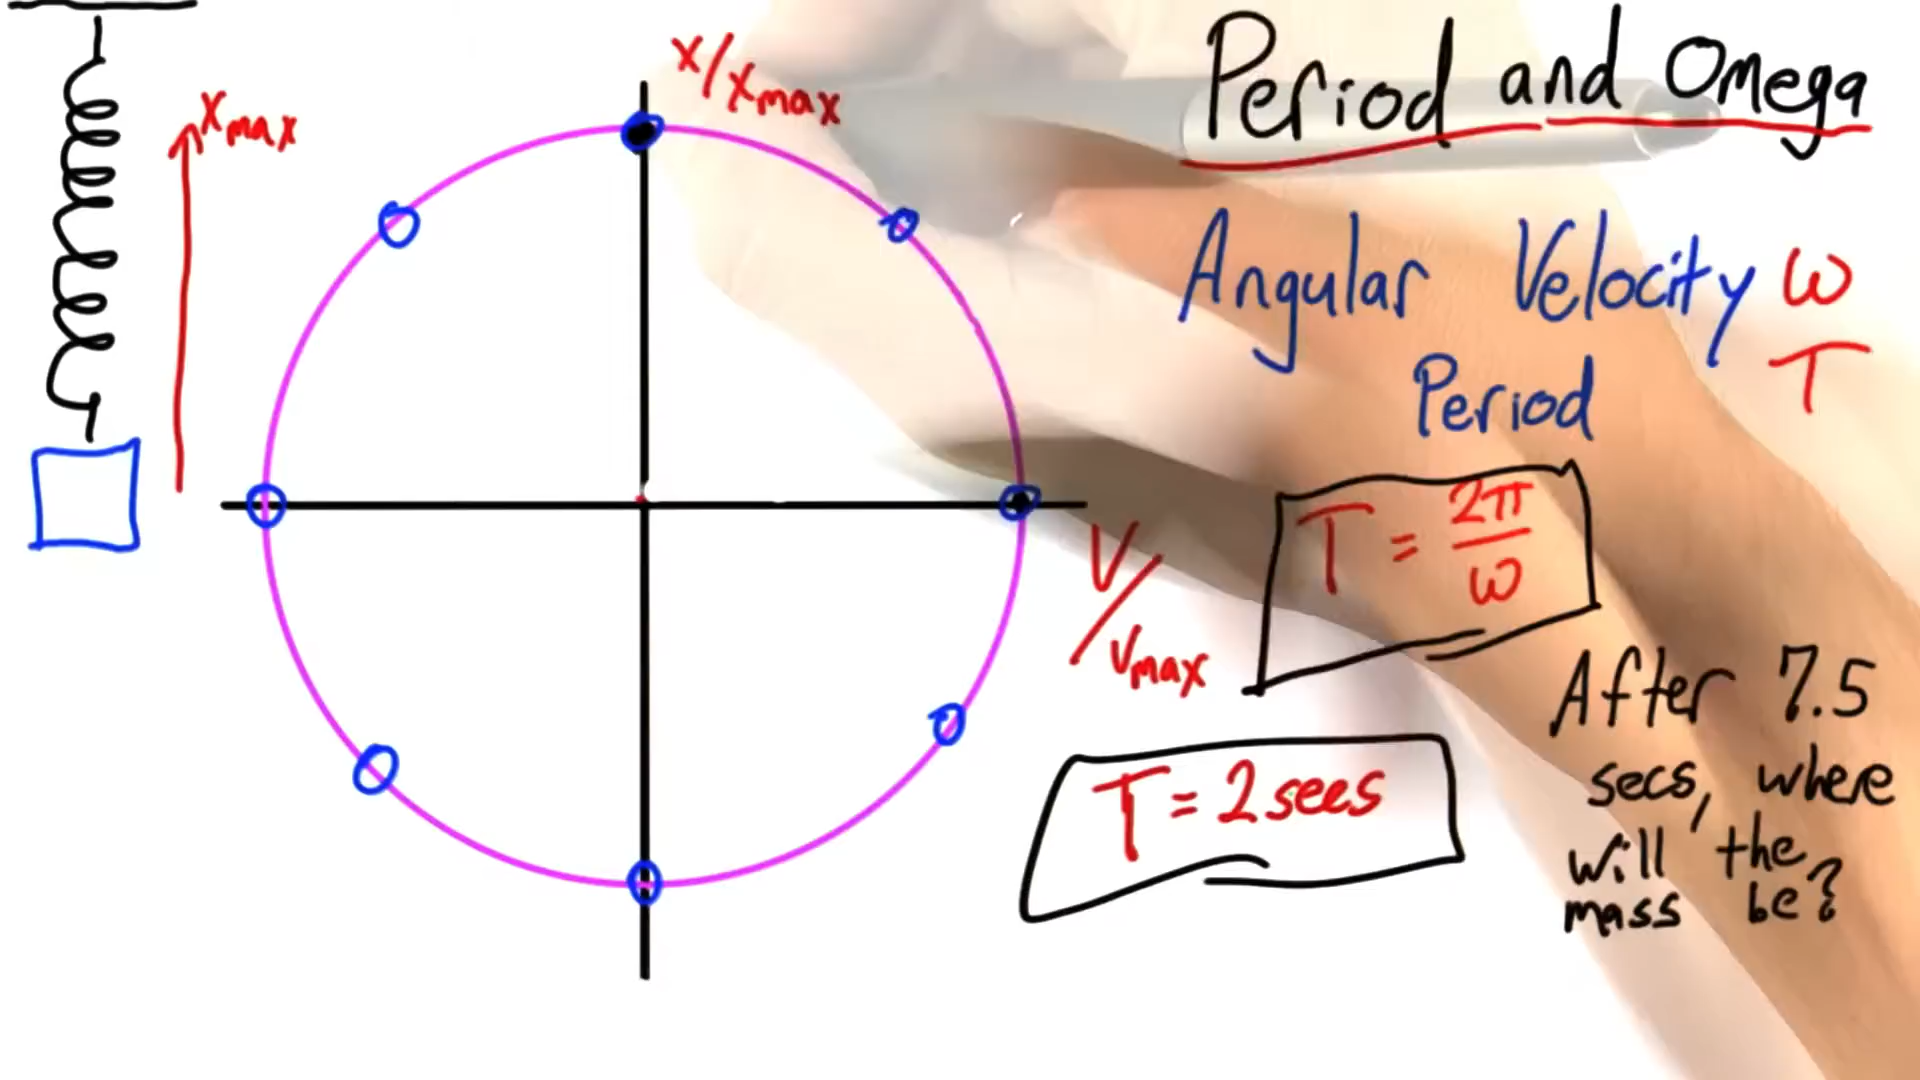 Period and Omega
x/xmax
xmax
Angular Velocity ω
Period T
T = 2π/ω
V/Vmax
T = 2 secs
After 7.5
secs, where
will the
mass be?